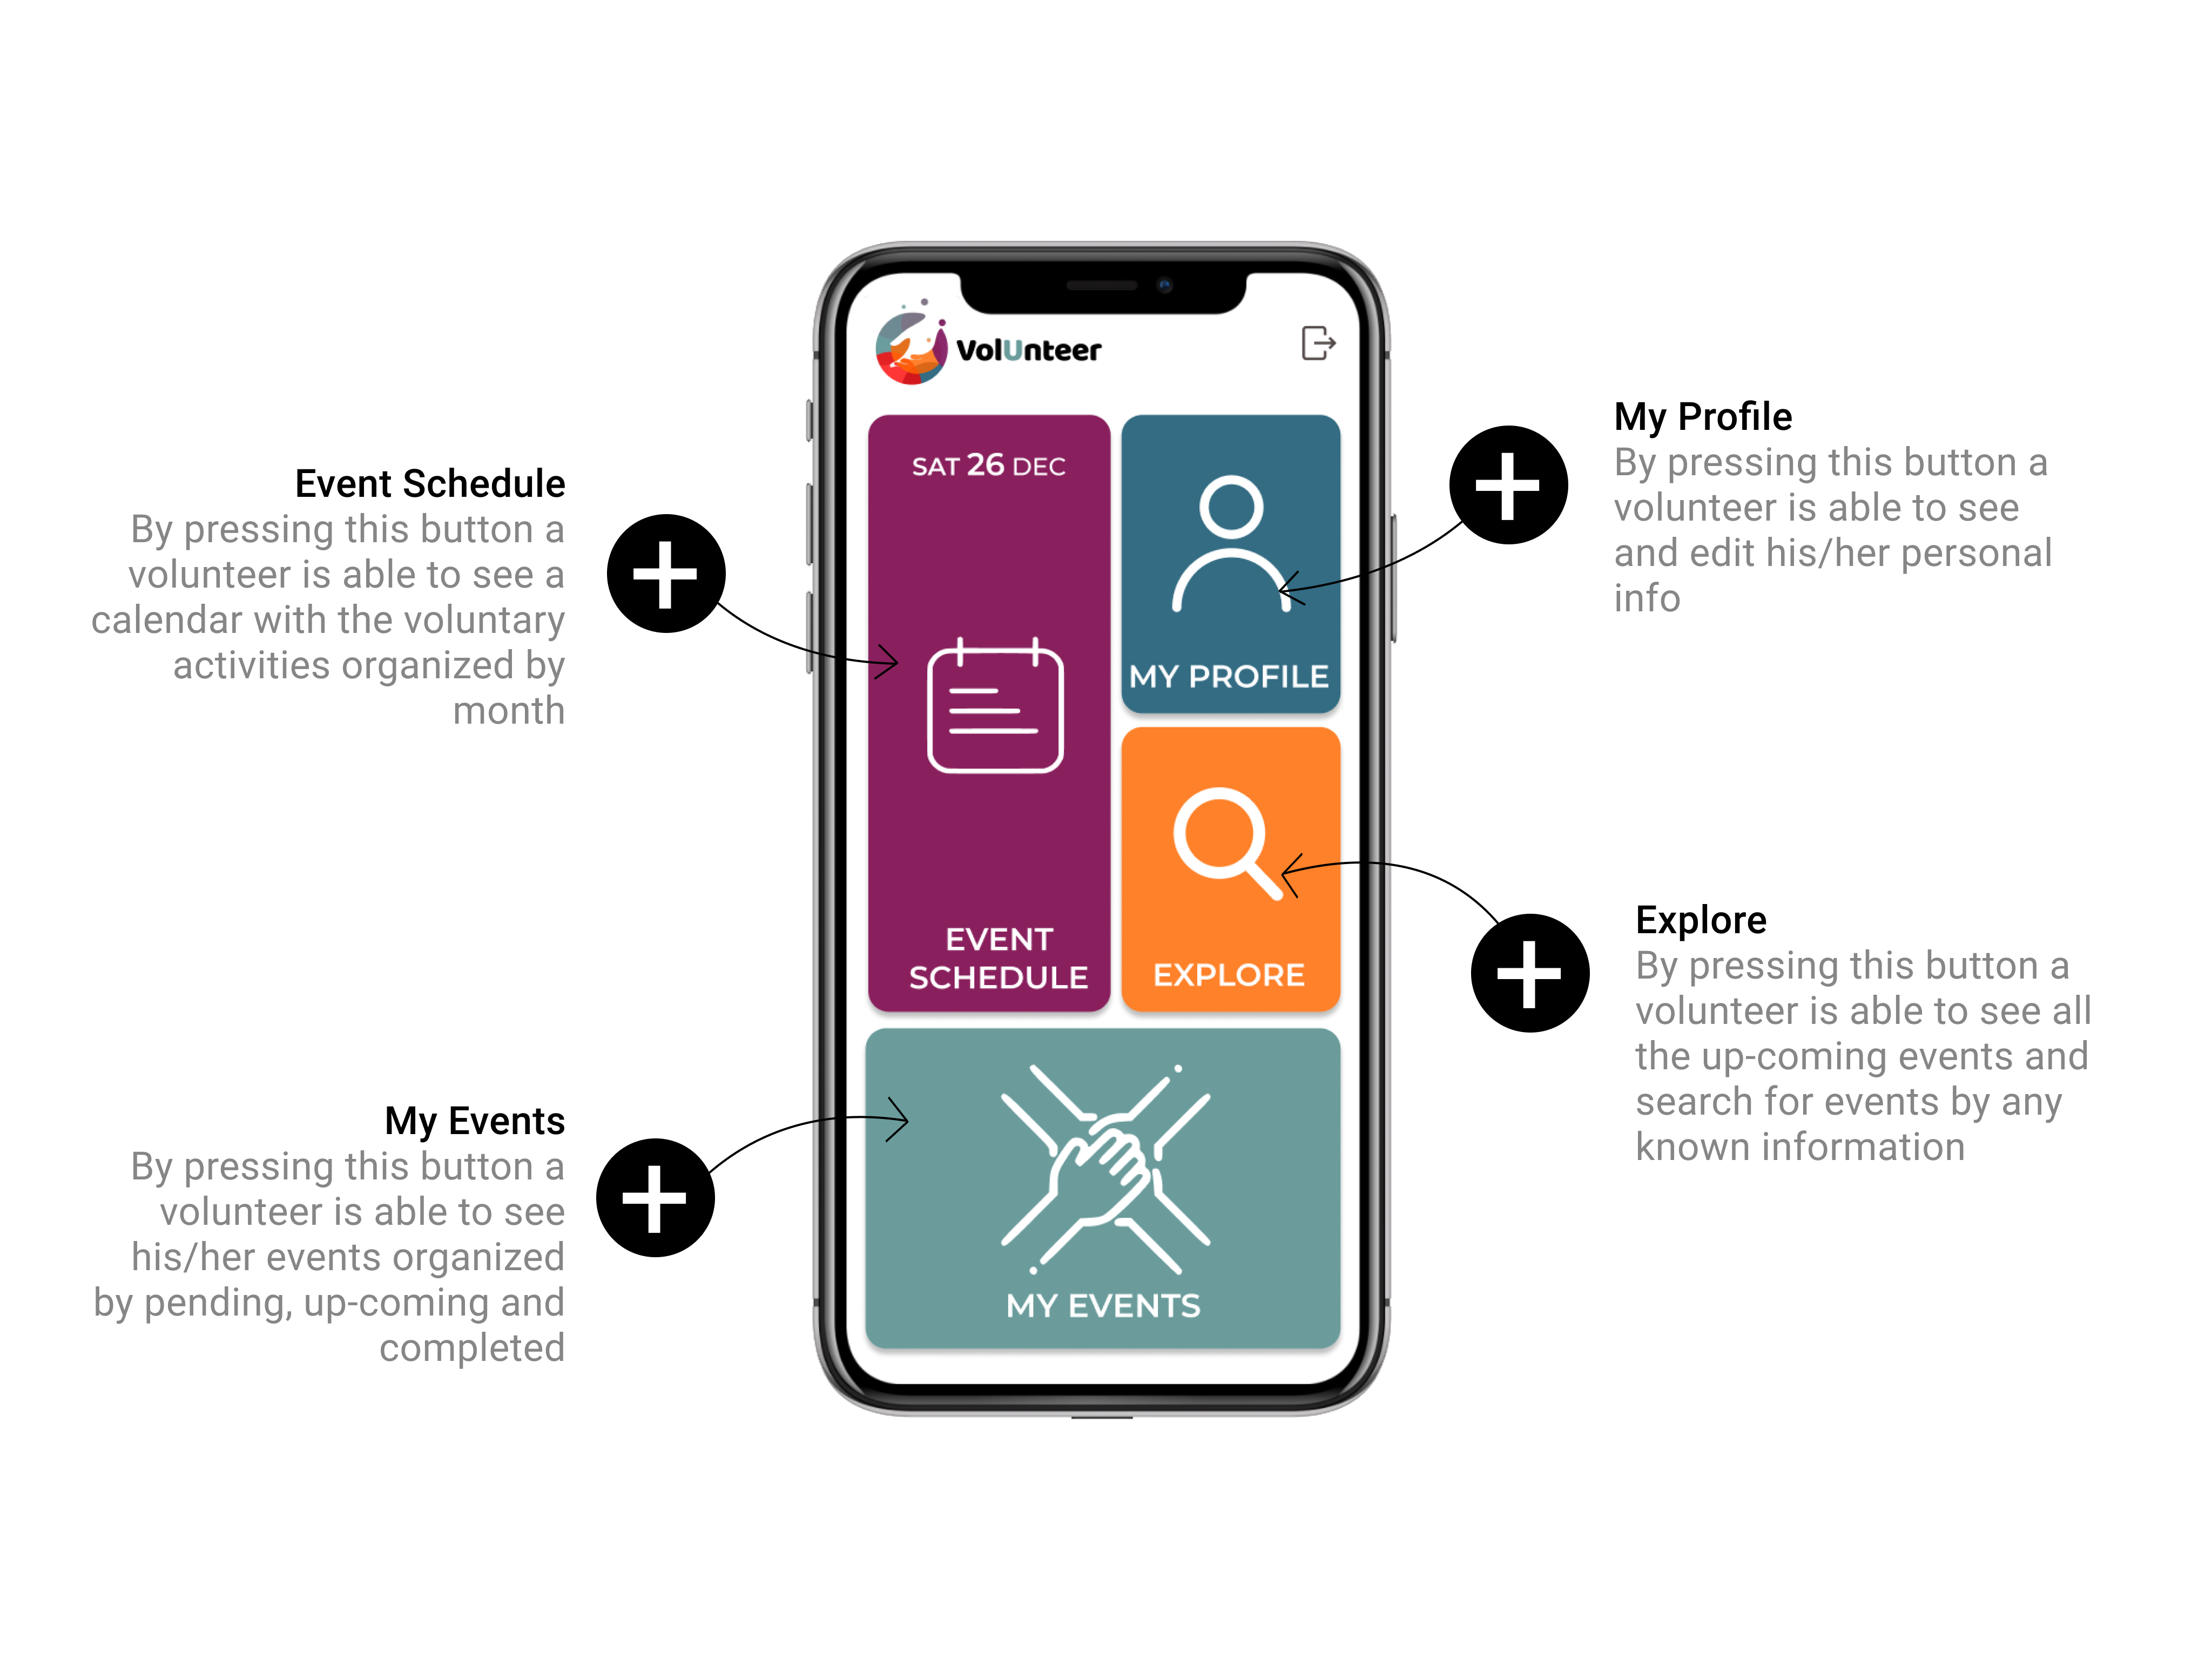 VolUnteer
SAT 26 DEC
EVENT
SCHEDULE
MY PROFILE
EXPLORE
MY EVENTS
Event Schedule
By pressing this button a
volunteer is able to see a
calendar with the voluntary
activities organized by
month
My Events
By pressing this button a
volunteer is able to see
his/her events organized
by pending, up-coming and
completed
My Profile
By pressing this button a
volunteer is able to see
and edit his/her personal
info
Explore
By pressing this button a
volunteer is able to see all
the up-coming events and
search for events by any
known information